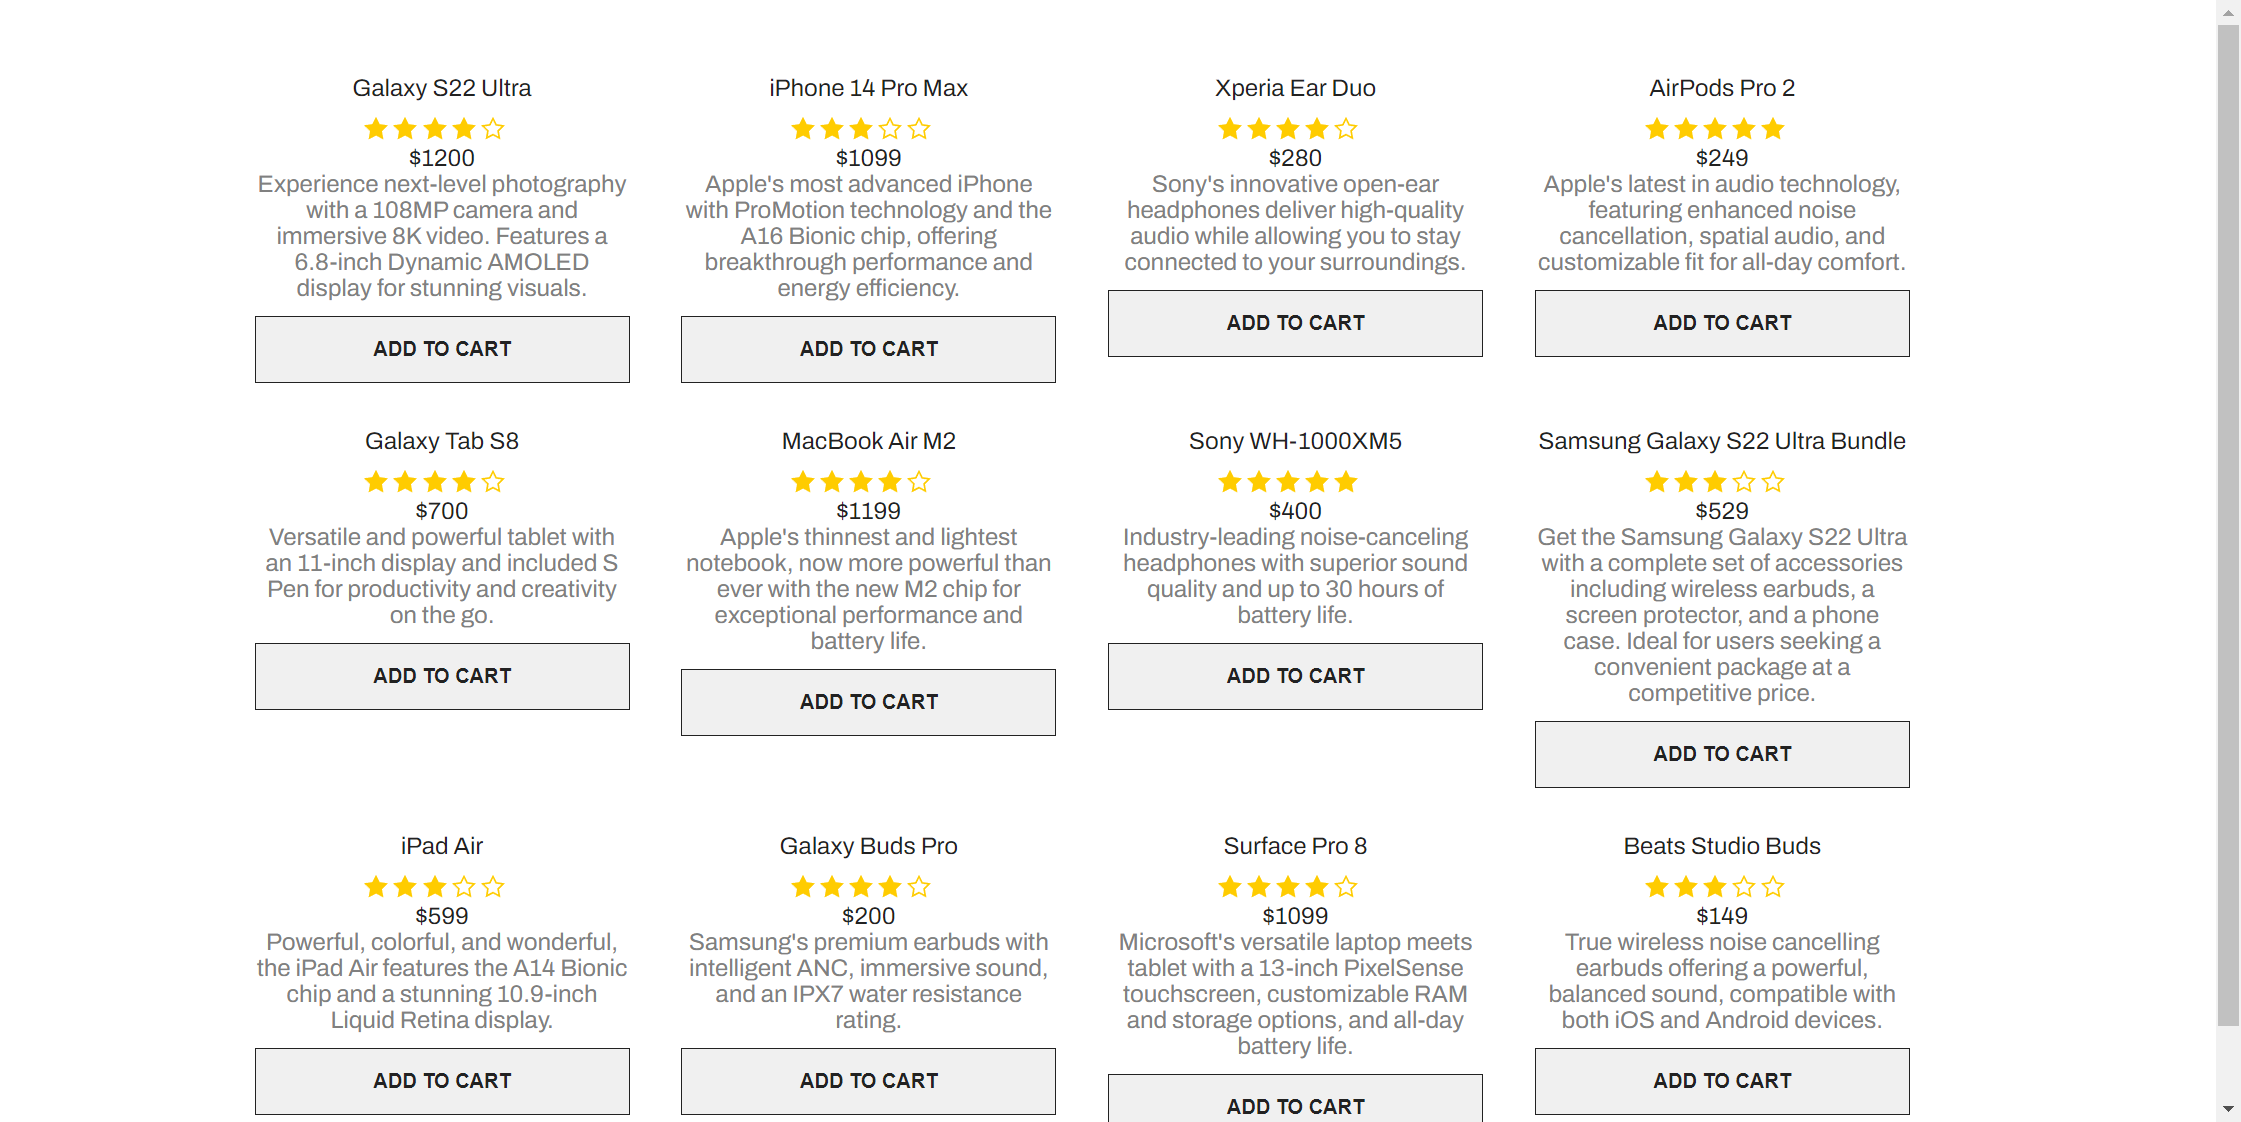 Galaxy S22 Ultra
$1200
Experience next-level photography
with a 108MP camera and
immersive 8K video. Features a
6.8-inch Dynamic AMOLED
display for stunning visuals.
ADD TO CART
iPhone 14 Pro Max
$1099
Apple's most advanced iPhone
with ProMotion technology and the
A16 Bionic chip, offering
breakthrough performance and
energy efficiency.
ADD TO CART
Xperia Ear Duo
$280
Sony's innovative open-ear
headphones deliver high-quality
audio while allowing you to stay
connected to your surroundings.
ADD TO CART
AirPods Pro 2
$249
Apple's latest in audio technology,
featuring enhanced noise
cancellation, spatial audio, and
customizable fit for all-day comfort.
ADD TO CART
Galaxy Tab S8
$700
Versatile and powerful tablet with
an 11-inch display and included S
Pen for productivity and creativity
on the go.
ADD TO CART
MacBook Air M2
$1199
Apple's thinnest and lightest
notebook, now more powerful than
ever with the new M2 chip for
exceptional performance and
battery life.
ADD TO CART
Sony WH-1000XM5
$400
Industry-leading noise-canceling
headphones with superior sound
quality and up to 30 hours of
battery life.
ADD TO CART
Samsung Galaxy S22 Ultra Bundle
$529
Get the Samsung Galaxy S22 Ultra
with a complete set of accessories
including wireless earbuds, a
screen protector, and a phone
case. Ideal for users seeking a
convenient package at a
competitive price.
ADD TO CART
iPad Air
$599
Powerful, colorful, and wonderful,
the iPad Air features the A14 Bionic
chip and a stunning 10.9-inch
Liquid Retina display.
ADD TO CART
Galaxy Buds Pro
$200
Samsung's premium earbuds with
intelligent ANC, immersive sound,
and an IPX7 water resistance
rating.
ADD TO CART
Surface Pro 8
$1099
Microsoft's versatile laptop meets
tablet with a 13-inch PixelSense
touchscreen, customizable RAM
and storage options, and all-day
battery life.
ADD TO CART
Beats Studio Buds
$149
True wireless noise cancelling
earbuds offering a powerful,
balanced sound, compatible with
both iOS and Android devices.
ADD TO CART